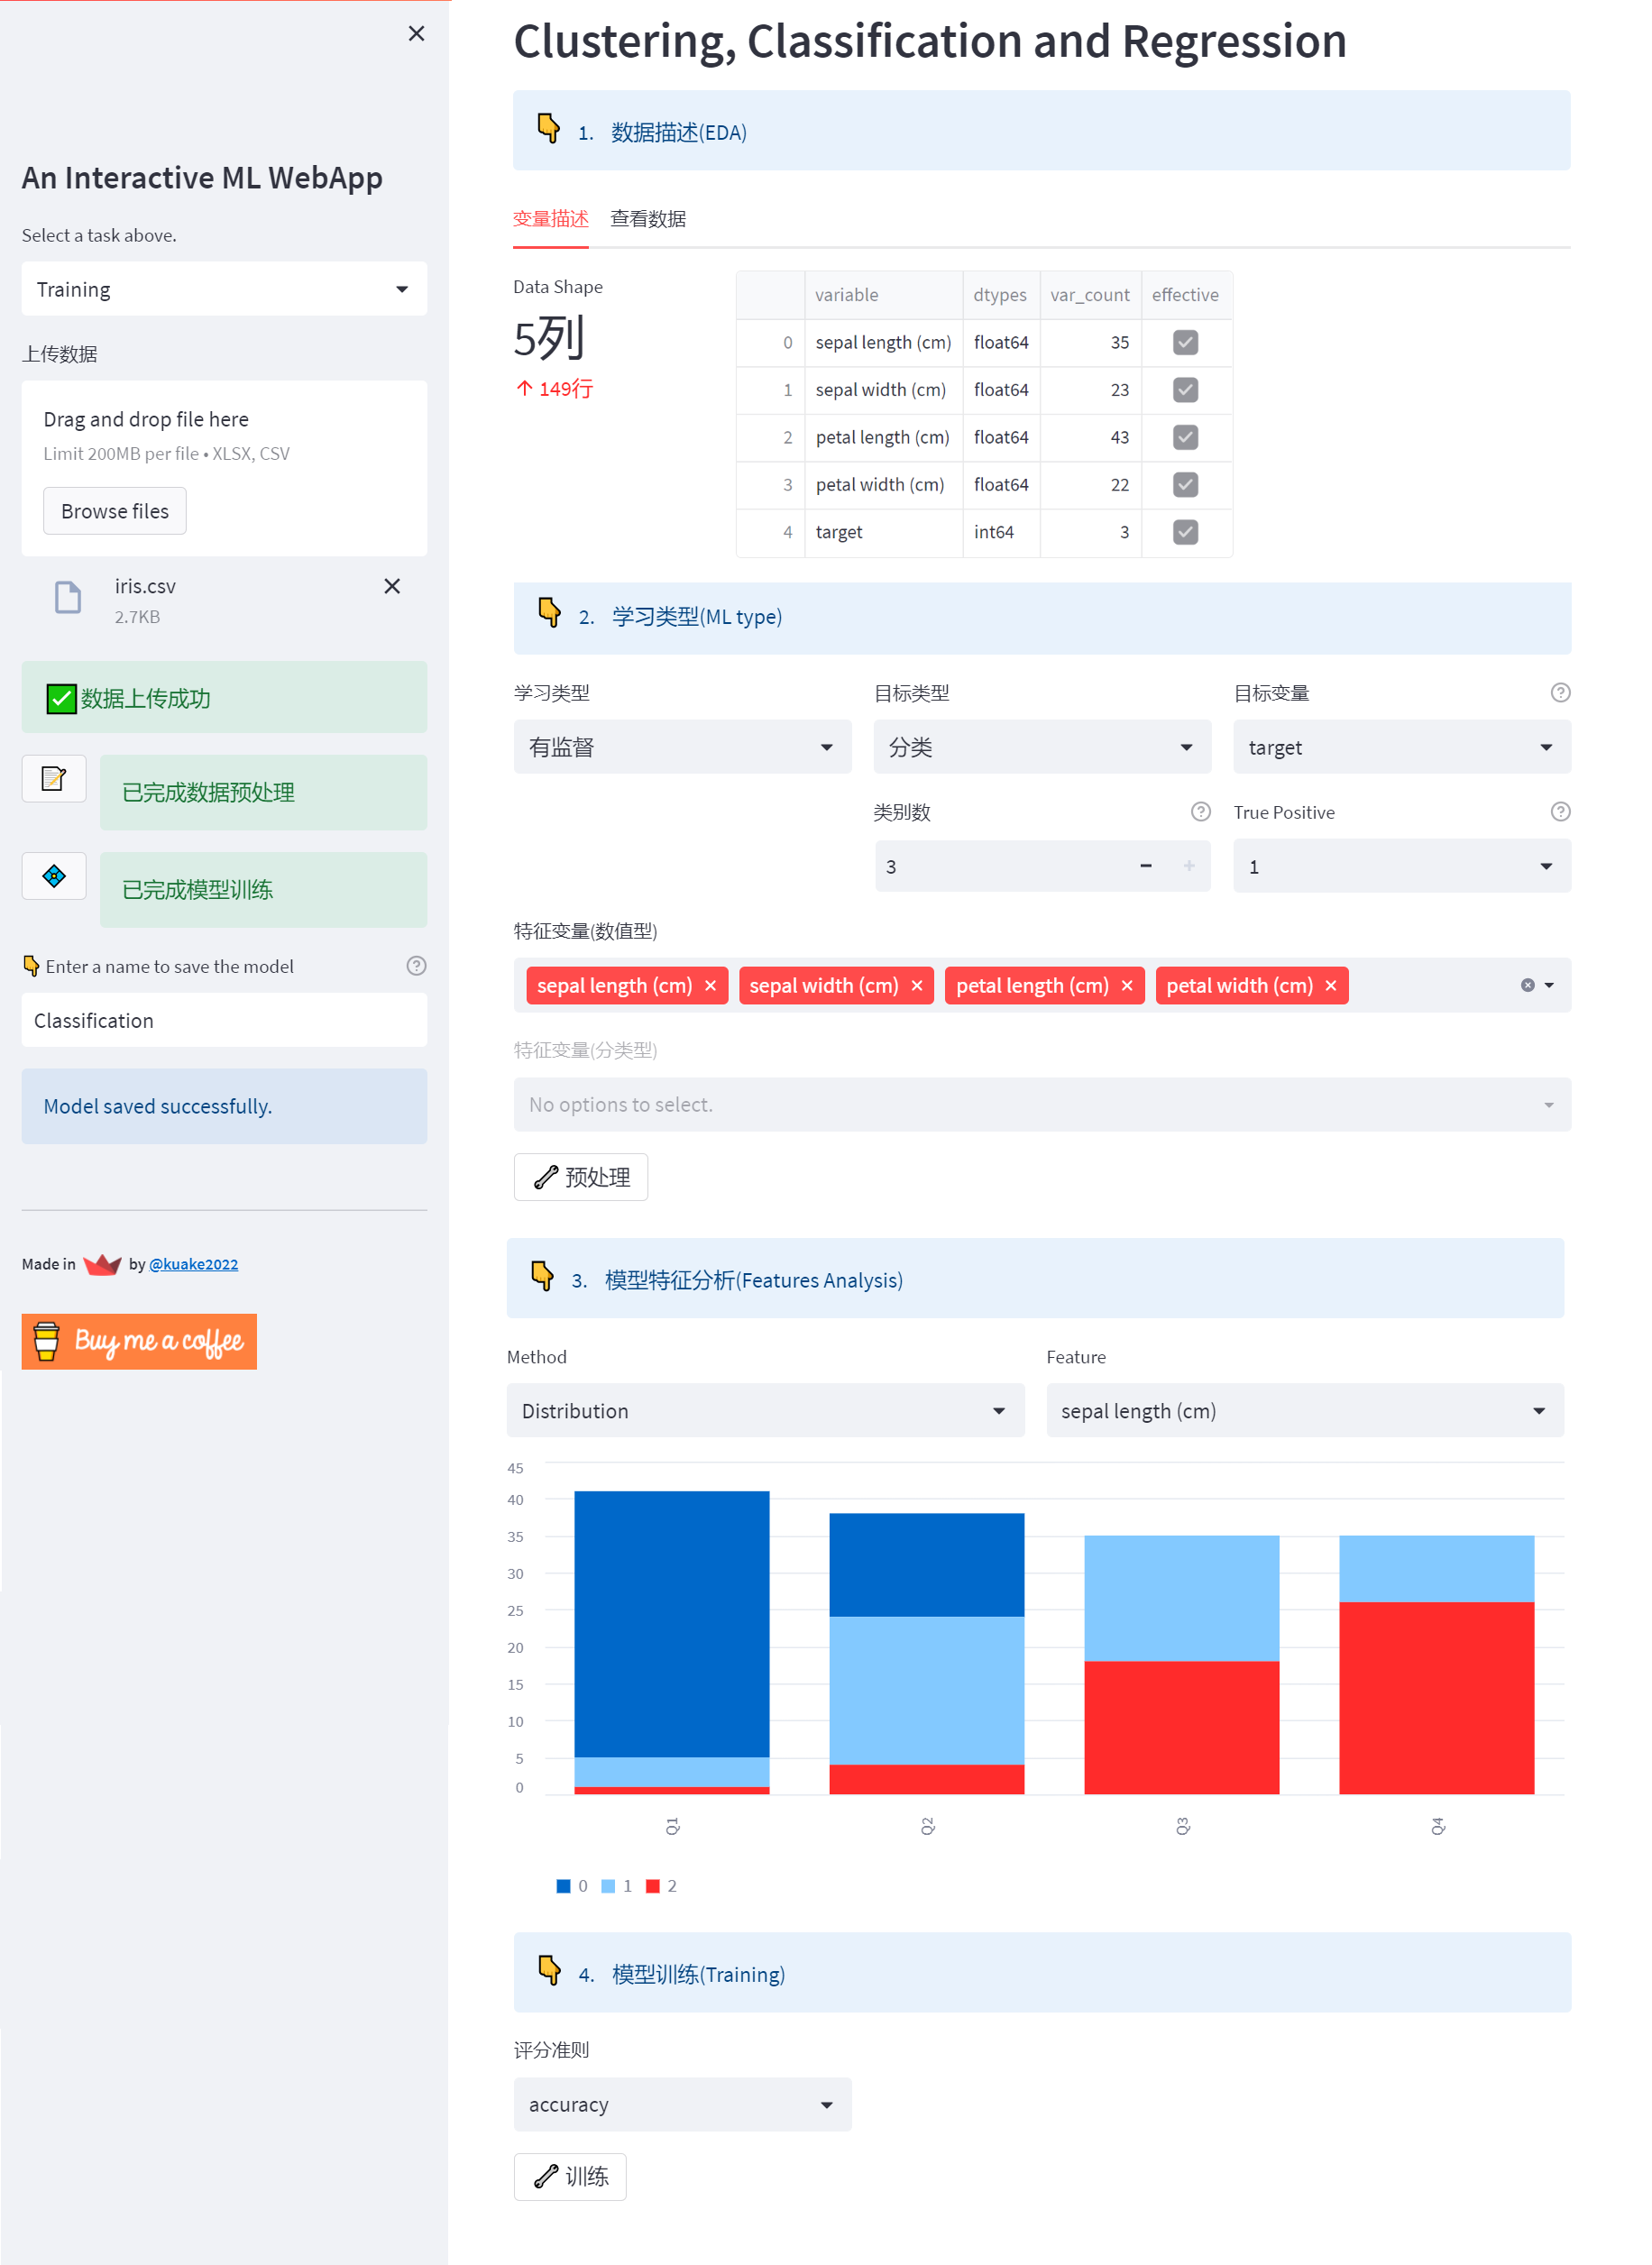 An Interactive ML WebApp
Select a task above.
Training
上传数据
Drag and drop file here
Limit 200MB per file • XLSX, CSV
Browse files
iris.csv
2.7KB
数据上传成功
已完成数据预处理
已完成模型训练
Enter a name to save the model
Classification
Model saved successfully.
Made in by @kuake2022
Buy me a coffee
Clustering, Classification and Regression
1. 数据描述(EDA)
变量描述 查看数据
Data Shape
5列
↑ 149行
variable dtypes var_count effective
0 sepal length (cm) float64 35
1 sepal width (cm) float64 23
2 petal length (cm) float64 43
3 petal width (cm) float64 22
4 target int64 3
2. 学习类型(ML type)
学习类型 目标类型 目标变量
有监督 分类 target
类别数 True Positive
3 1
特征变量(数值型)
sepal length (cm) sepal width (cm) petal length (cm) petal width (cm)
特征变量(分类型)
No options to select.
预处理
3. 模型特征分析(Features Analysis)
Method Feature
Distribution sepal length (cm)
45
40
35
30
25
20
15
10
5
0
Q1 Q2 Q3 Q4
0 1 2
4. 模型训练(Training)
评分准则
accuracy
训练